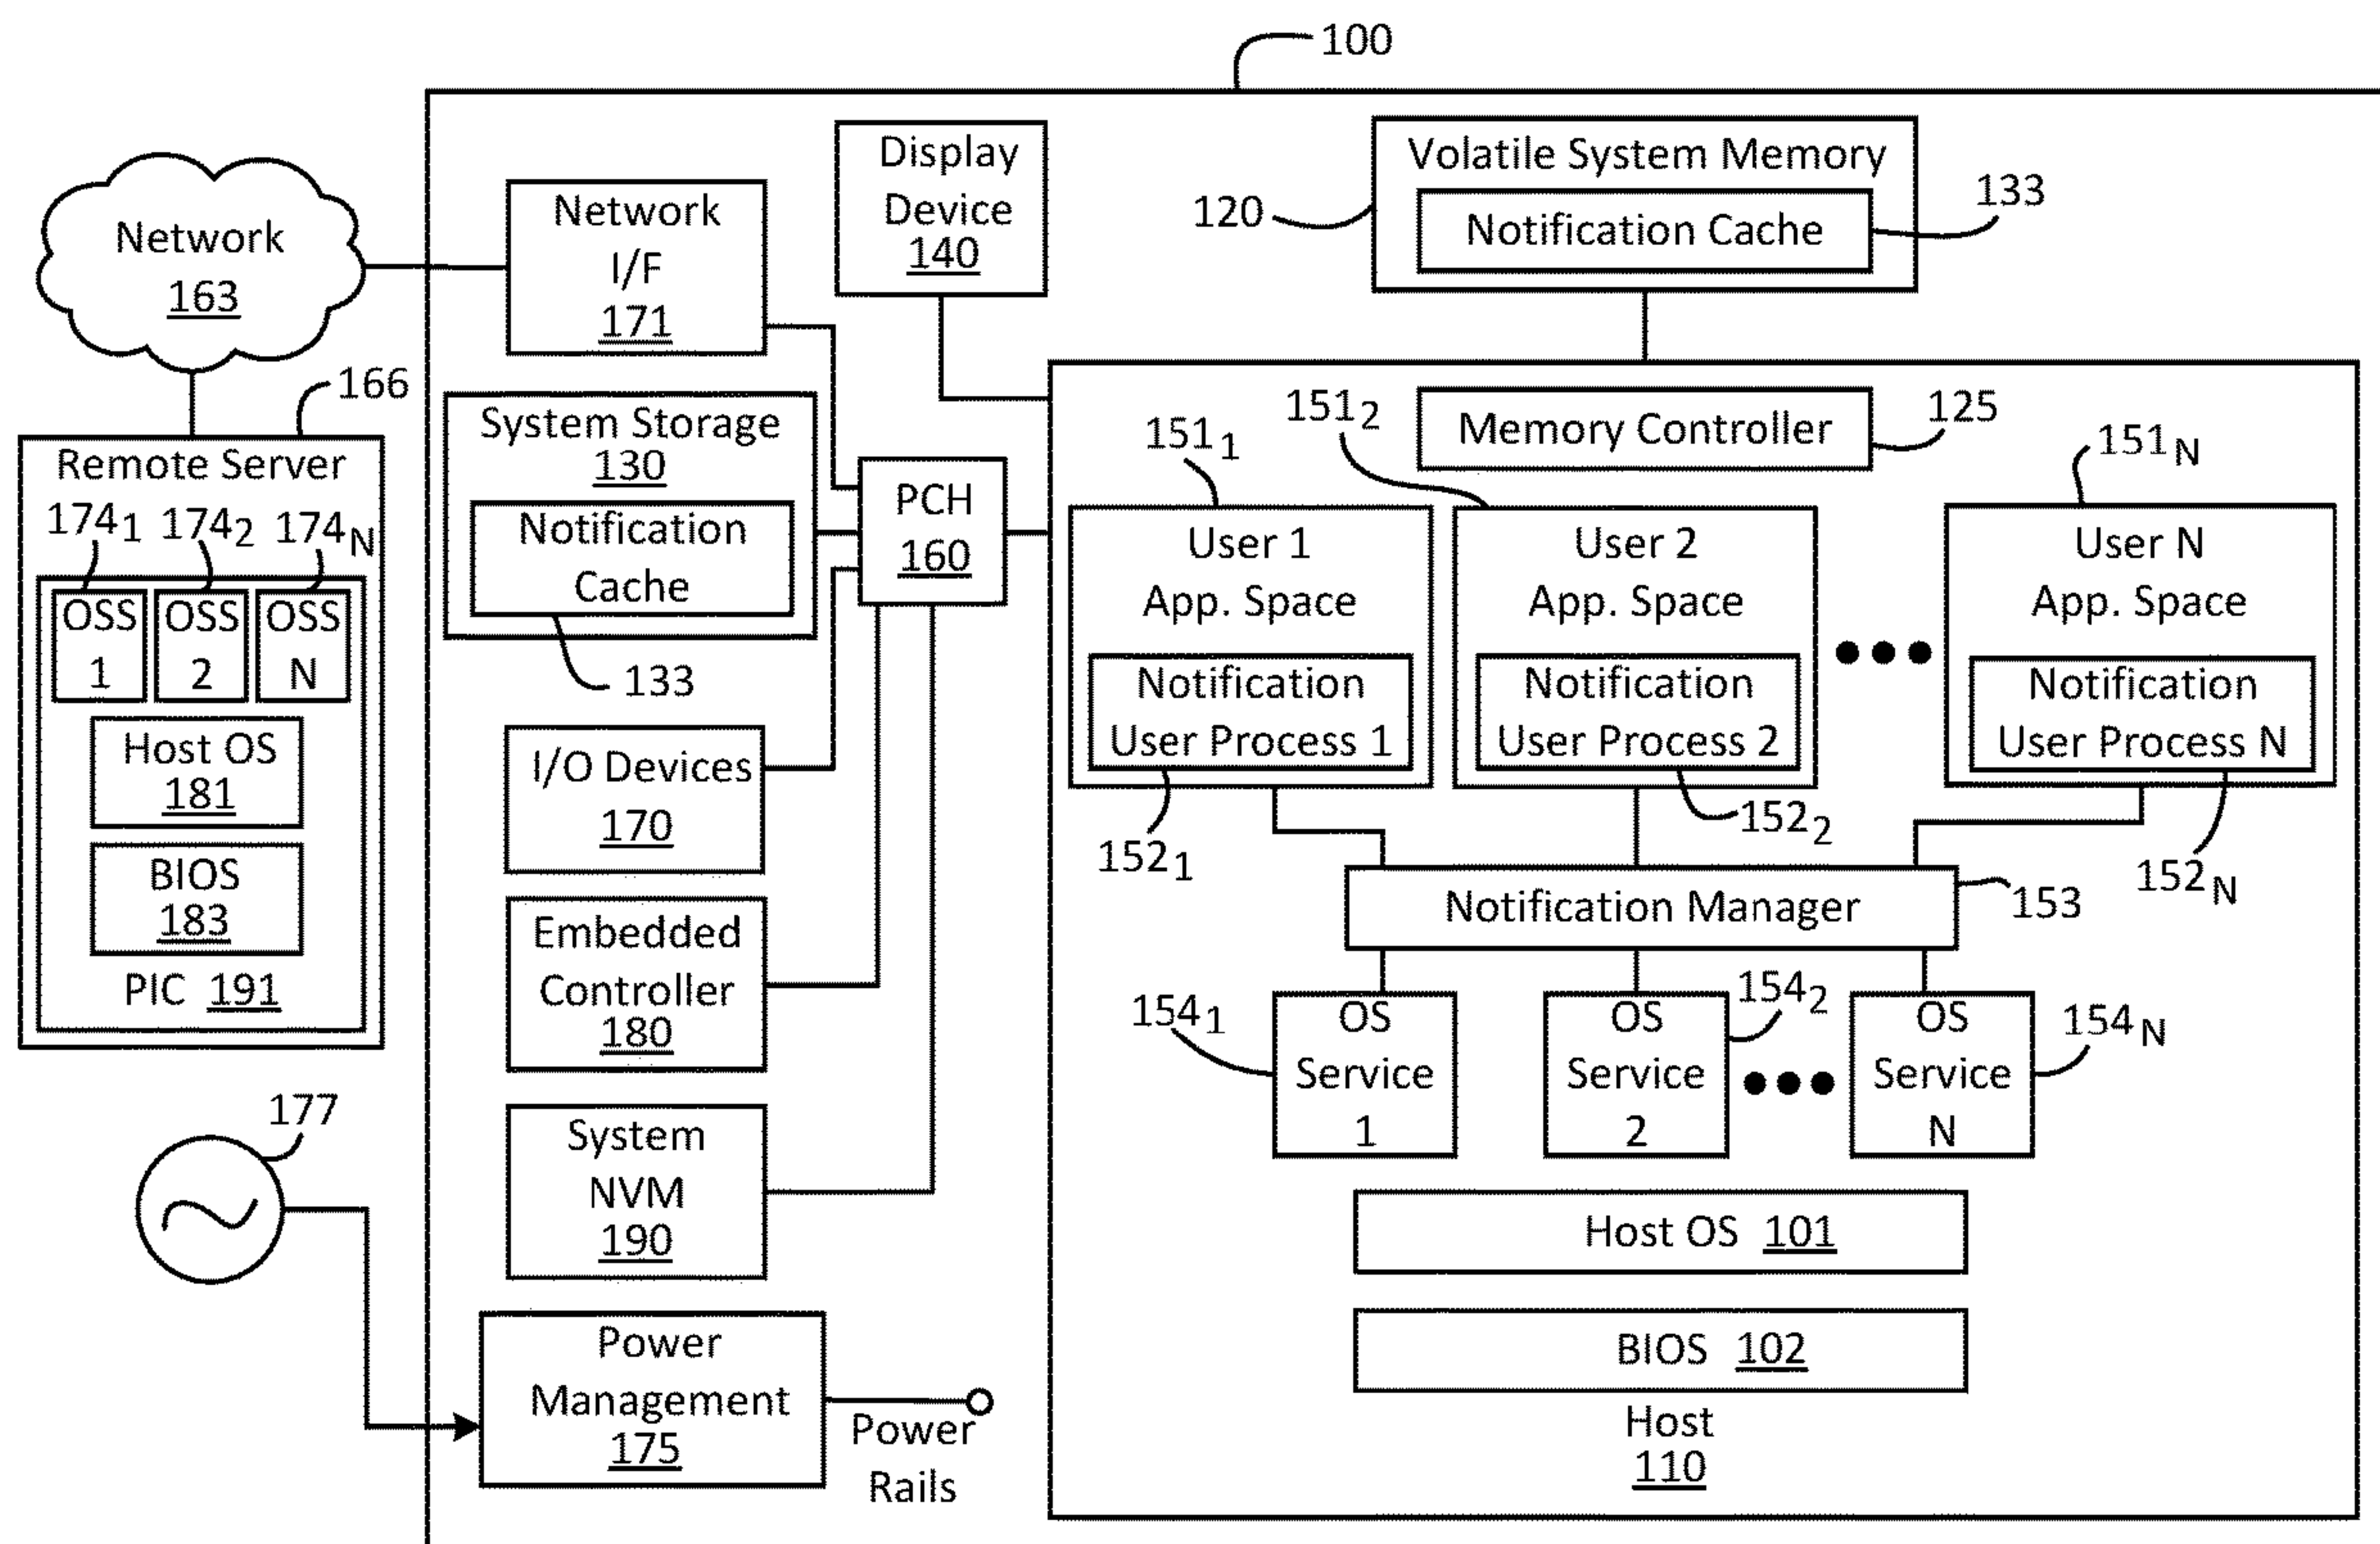 100
Network
163
Network
I/F
171
Display
Device
140
Volatile System Memory
Notification Cache
120
133
166
Remote Server
174₁
174₂
174N
OSS
1
OSS
2
OSS
N
Host OS
181
BIOS
183
PIC 191
System Storage
130
Notification
Cache
133
PCH
160
I/O Devices
170
Embedded
Controller
180
System
NVM
190
177
Power
Management
175
Power
Rails
Memory Controller
125
151₁
151₂
151N
User 1
App. Space
Notification
User Process 1
User 2
App. Space
Notification
User Process 2
User N
App. Space
Notification
User Process N
152₁
152₂
152N
Notification Manager
153
154₁
154₂
154N
OS
Service
1
OS
Service
2
OS
Service
N
Host OS 101
BIOS 102
Host
110